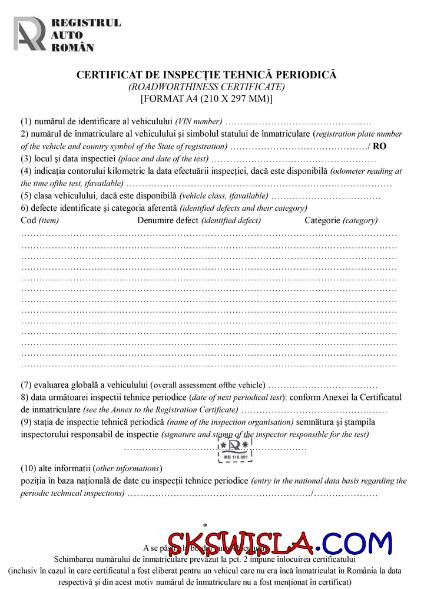 REGISTRUL
AUTO
ROMÂN
CERTIFICAT DE INSPECȚIE TEHNICĂ PERIODICĂ
(ROADWORTHINESS CERTIFICATE)
[FORMAT A4 (210 X 297 MM)]
(1) numărul de identificare al vehiculului (VIN number) ……………………………………………
2) numărul de înmatriculare al vehiculului și simbolul statului de înmatriculare (registration plate number
of the vehicle and country symbol of the State of registration) …………………………………………/ RO
(3) locul și data inspectiei (place and date of the test) ……………………………………………………
(4) indicația contorului kilometric la data efectuării inspecției, dacă este disponibilă (odometer reading at
the time ofthe test, ifavailable) ……………………………………………………………………………
(5) clasa vehiculului, dacă este disponibilă (vehicle class, ifavailable) …………………………………
6) defecte identificate și categoria aferentă (identified defects and their category)
Cod (item) Denumire defect (identified defect) Categorie (category)
(7) evaluarea globală a vehiculului (overall assessment ofthe vehicle) …………………………………
8) data următoarei inspectii tehnice periodice (date of next periodical test): conform Anexei la Certificatul
de inmatriculare (see the Annex to the Registration Certificate) ……………………………………………
(9) stația de inspectie tehnică periodică (name of the inspection organisation) semnătura și ștampila
inspectorului responsabil de inspectie (signature and stamp of the inspector responsible for the test)
(10) alte informatii (other informations)
poziția în baza națională de date cu inspecții tehnice periodice (entry in the national data basis regarding the
periodic technical inspections) ………………………………………………………/……………………
*
A se
SKSWISLA.COM
Schimbarea numărului de înmatriculare prevăzut la pct. 2 impune înlocuirea certificatului
(inclusiv în cazul în care certificatul a fost eliberat pentru un vehicul care nu era încă înmatriculat în România la data
respectivă și din acest motiv numărul de înmatriculare nu a fost menționat în certificat)